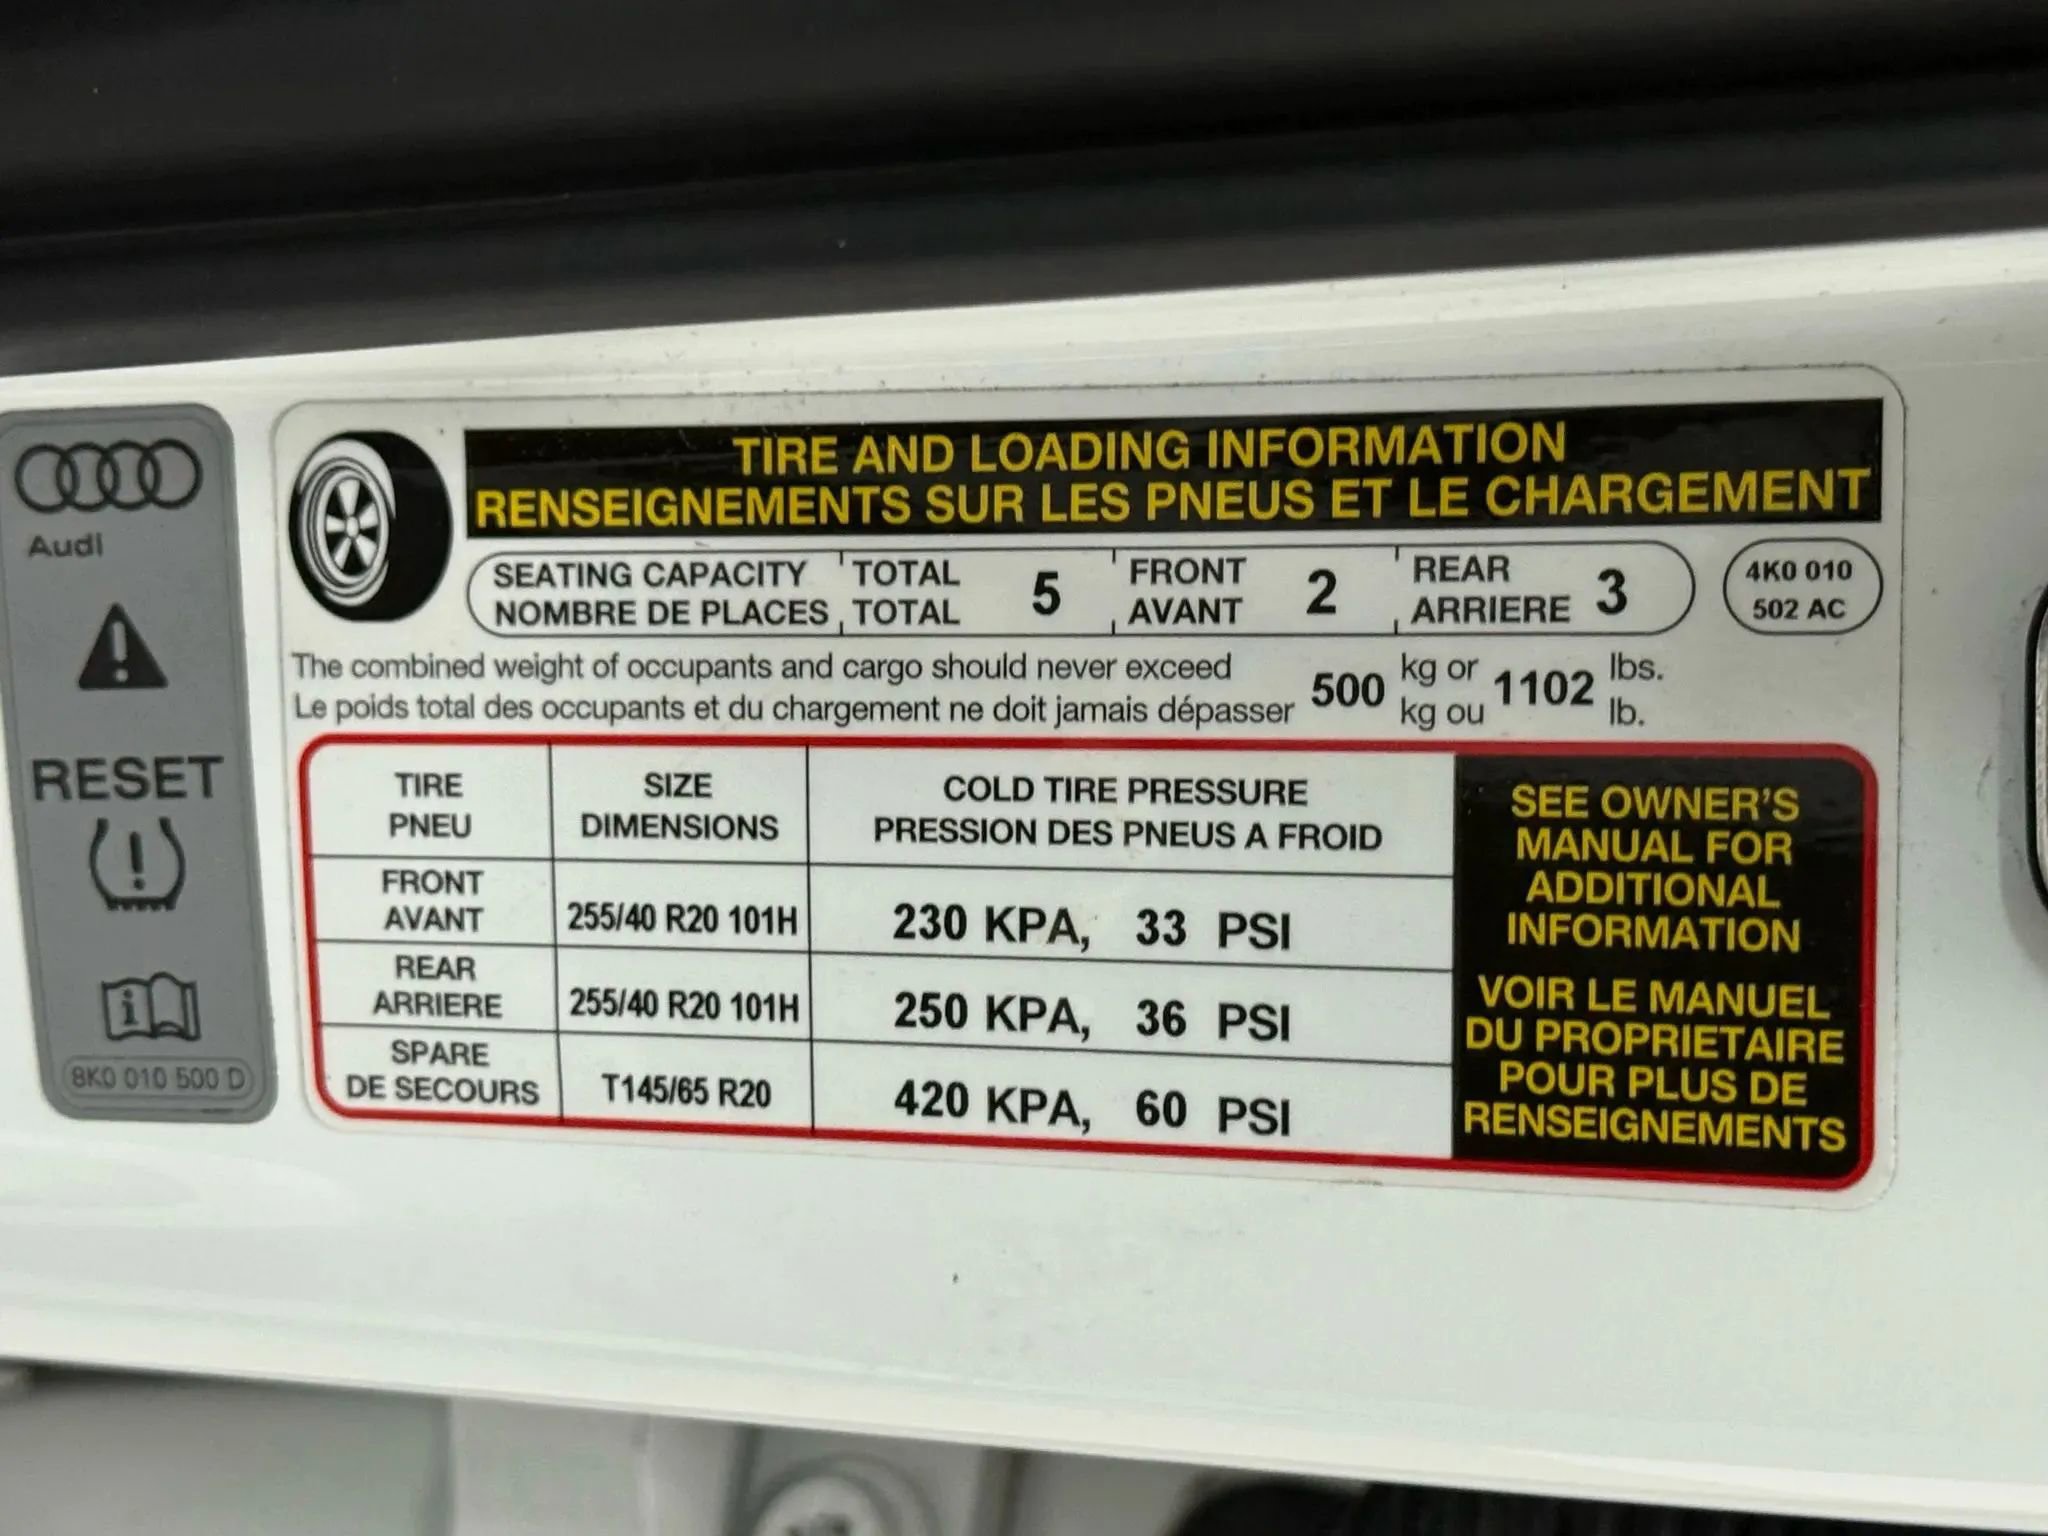 Audi
RESET
8K0 010 500 D
TIRE AND LOADING INFORMATION
RENSEIGNEMENTS SUR LES PNEUS ET LE CHARGEMENT
SEATING CAPACITY TOTAL 5 FRONT 2 REAR 3
NOMBRE DE PLACES TOTAL AVANT ARRIERE
4K0 010
502 AC
The combined weight of occupants and cargo should never exceed 500 kg or 1102 lbs.
Le poids total des occupants et du chargement ne doit jamais dépasser kg ou lb.
TIRE SIZE COLD TIRE PRESSURE
PNEU DIMENSIONS PRESSION DES PNEUS A FROID
FRONT
AVANT 255/40 R20 101H 230 KPA, 33 PSI
REAR
ARRIERE 255/40 R20 101H 250 KPA, 36 PSI
SPARE
DE SECOURS T145/65 R20 420 KPA, 60 PSI
SEE OWNER'S
MANUAL FOR
ADDITIONAL
INFORMATION
VOIR LE MANUEL
DU PROPRIETAIRE
POUR PLUS DE
RENSEIGNEMENTS